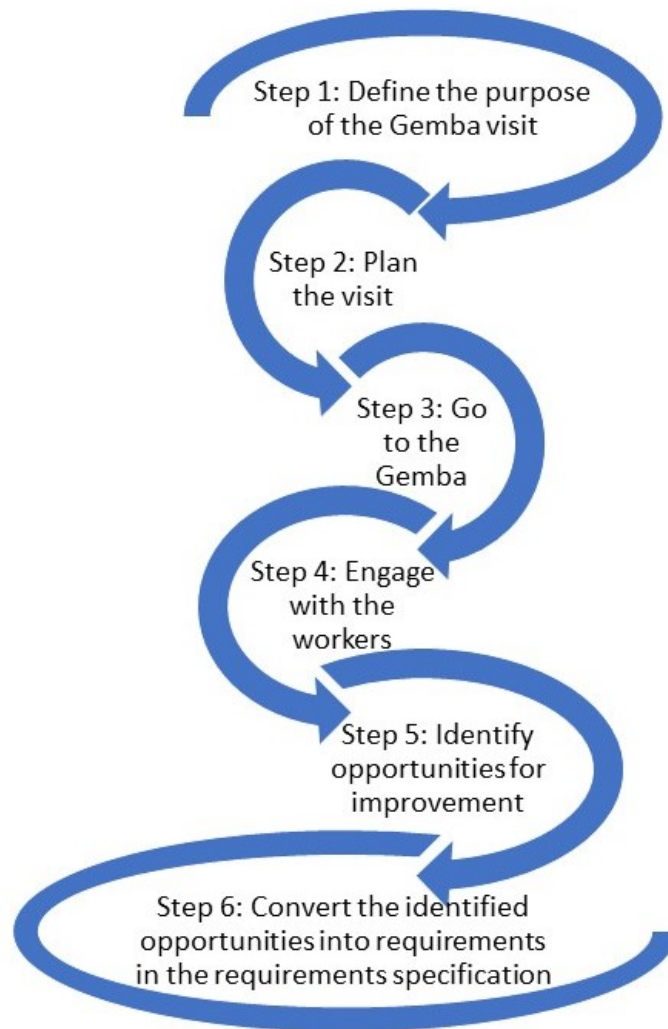 Step 1: Define the purpose
of the Gemba visit
Step 2: Plan
the visit
Step 3: Go
to the
Gemba
Step 4: Engage
with the
workers
Step 5: Identify
opportunities for
improvement
Step 6: Convert the identified
opportunities into requirements
in the requirements specification